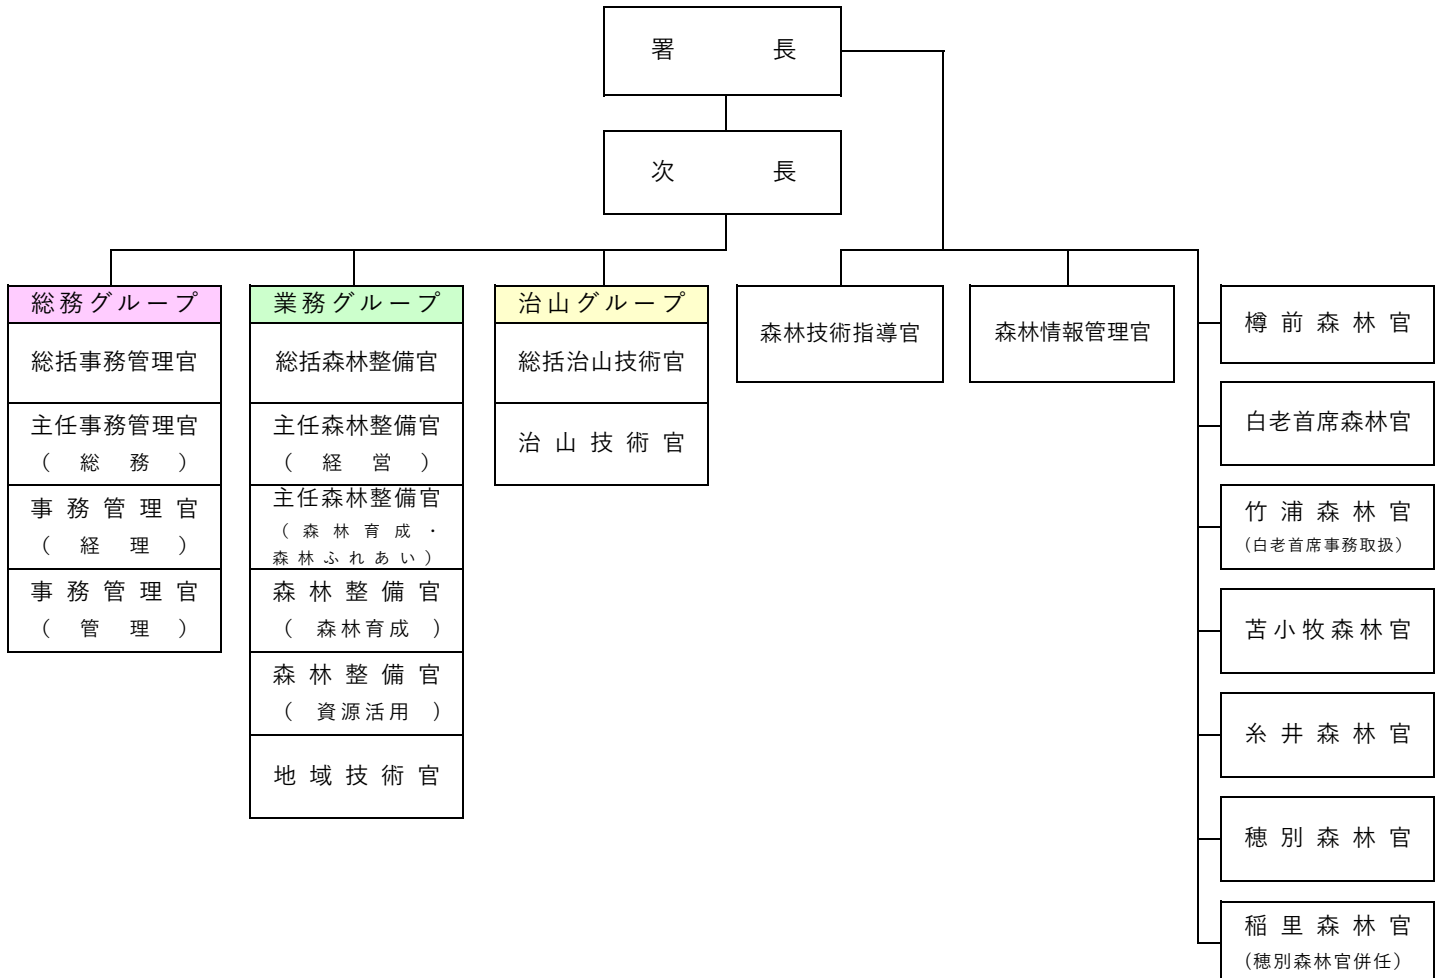 署長
次長
総務グループ
総括事務管理官
主任事務管理官
（総務）
事務管理官
（経理）
事務管理官
（管理）
業務グループ
総括森林整備官
主任森林整備官
（経営）
主任森林整備官
（森林育成・
森林ふれあい）
森林整備官
（森林育成）
森林整備官
（資源活用）
地域技術官
治山グループ
総括治山技術官
治山技術官
森林技術指導官
森林情報管理官
樽前森林官
白老首席森林官
竹浦森林官
（白老首席事務取扱）
苫小牧森林官
糸井森林官
穂別森林官
稲里森林官
（穂別森林官併任）